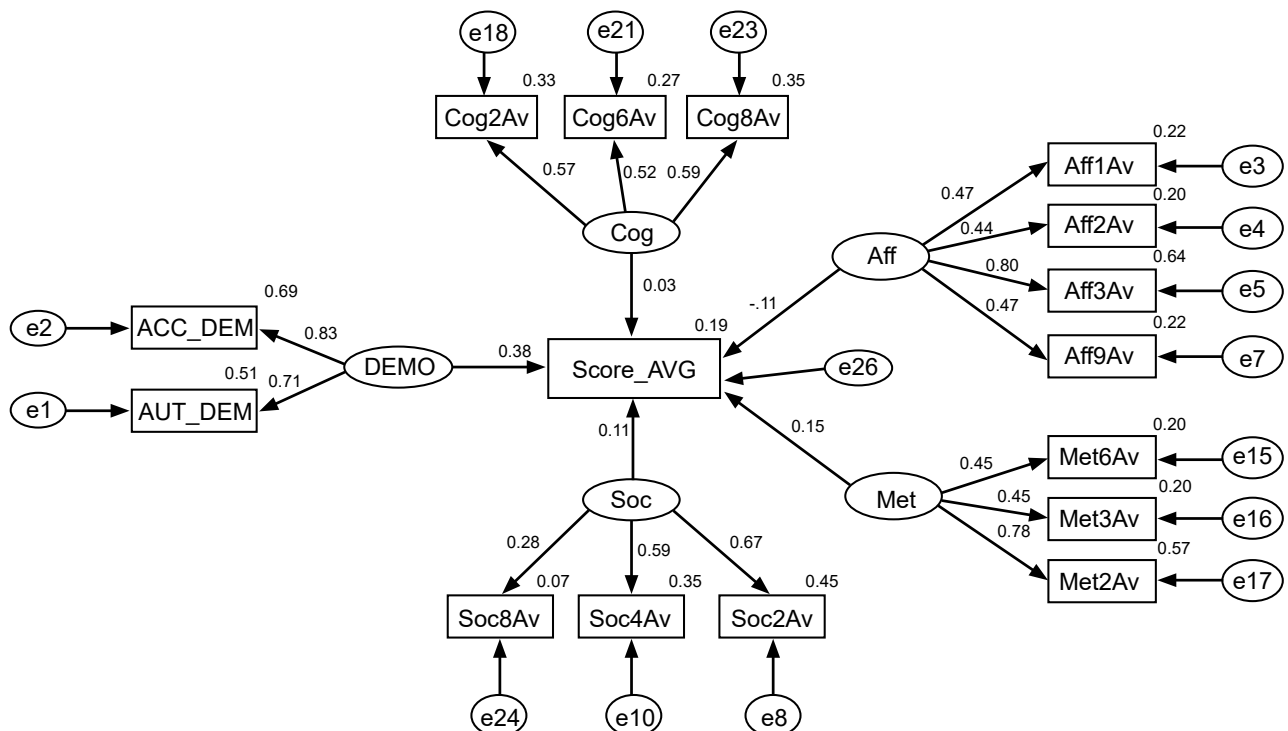 e18
e21
e23
0.33
0.27
0.35
Cog2Av
Cog6Av
Cog8Av
0.57
0.52
0.59
Cog
0.03
0.22
Aff1Av
e3
0.47
0.20
Aff2Av
e4
0.44
Aff
0.64
0.80
Aff3Av
e5
0.47
0.22
Aff9Av
e7
-.11
0.69
e2
ACC_DEM
0.83
DEMO
0.38
0.19
Score_AVG
e26
0.51
0.71
e1
AUT_DEM
0.11
0.15
0.20
0.45
Met6Av
e15
Met
0.45
0.20
Met3Av
e16
0.78
0.57
Met2Av
e17
Soc
0.28
0.59
0.67
0.07
0.35
0.45
Soc8Av
Soc4Av
Soc2Av
e24
e10
e8